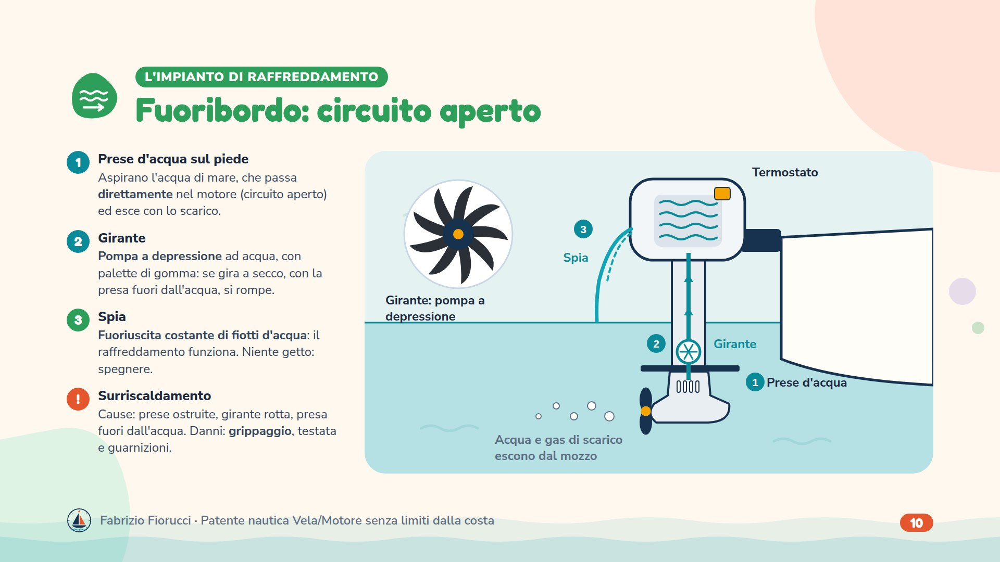 L'IMPIANTO DI RAFFREDDAMENTO
Fuoribordo: circuito aperto
1
Prese d'acqua sul piede
Aspirano l'acqua di mare, che passa
direttamente nel motore (circuito aperto)
ed esce con lo scarico.
2
Girante
Pompa a depressione ad acqua, con
palette di gomma: se gira a secco, con la
presa fuori dall'acqua, si rompe.
3
Spia
Fuoriuscita costante di fiotti d'acqua: il
raffreddamento funziona. Niente getto:
spegnere.
!
Surriscaldamento
Cause: prese ostruite, girante rotta, presa
fuori dall'acqua. Danni: grippaggio, testata
e guarnizioni.
Termostato
3
Spia
Girante: pompa a
depressione
2
Girante
1
Prese d'acqua
Acqua e gas di scarico
escono dal mozzo
Fabrizio Fiorucci · Patente nautica Vela/Motore senza limiti dalla costa
10